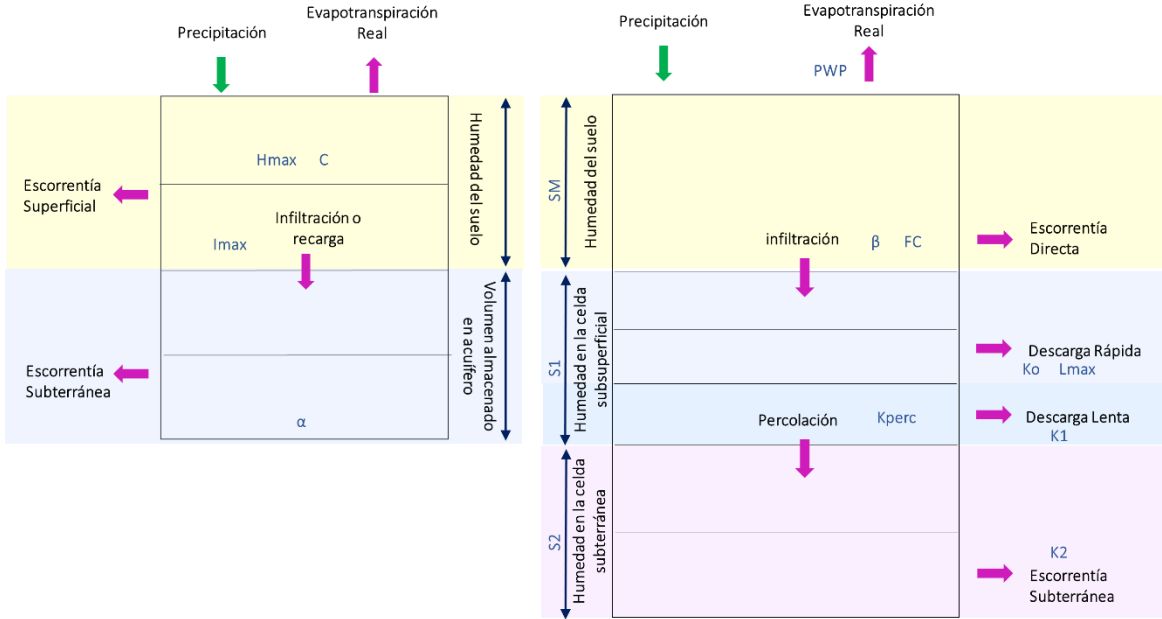 Precipitación
Evapotranspiración
Real
Hmax C
Escorrentía
Superficial
Infiltración o
recarga
Imax
Humedad del suelo
Escorrentía
Subterránea
α
Volumen almacenado
en acuífero
Precipitación
Evapotranspiración
Real
PWP
SM
Humedad del suelo
infiltración β FC
Escorrentía
Directa
S1
Humedad en la celda
subsuperficial
Descarga Rápida
Ko Lmax
Percolación Kperc
Descarga Lenta
K1
S2
Humedad en la celda
subterránea
K2
Escorrentía
Subterránea